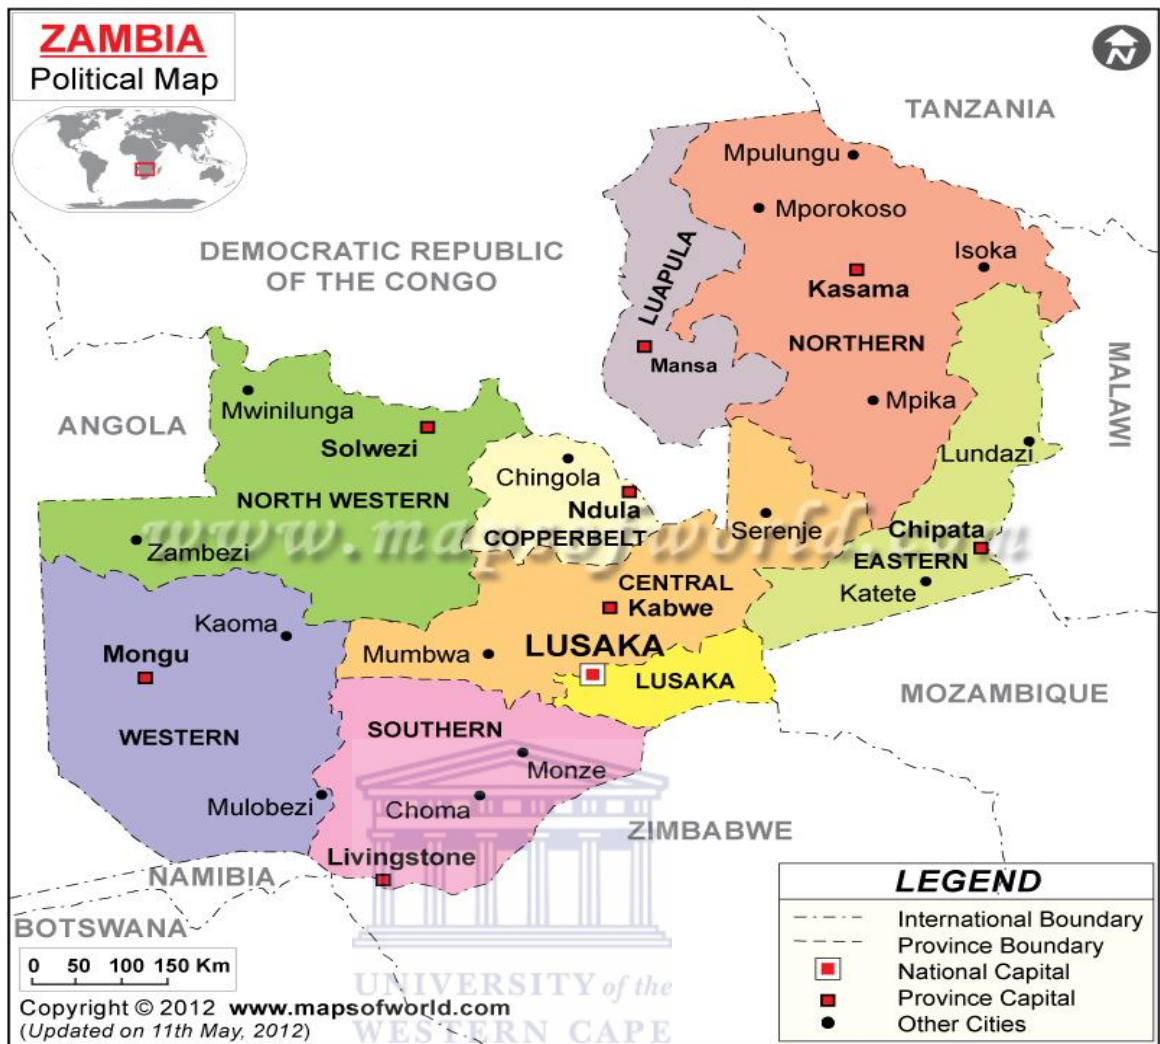 ZAMBIA
Political Map
N
TANZANIA
Mpulungu
Mporokoso
DEMOCRATIC REPUBLIC
OF THE CONGO
Isoka
LUAPULA
Kasama
NORTHERN
Mansa
MALAWI
ANGOLA
Mwinilunga
Mpika
Solwezi
Lundazi
Chingola
NORTH WESTERN
Ndula
Serenje
Chipata
www.mapsofworld.com
COPPERBELT
Zambezi
EASTERN
CENTRAL
Katete
Kabwe
Kaoma
LUSAKA
Mongu
Mumbwa
LUSAKA
MOZAMBIQUE
WESTERN
SOUTHERN
Monze
Mulobezi
Choma
ZIMBABWE
Livingstone
NAMIBIA
BOTSWANA
LEGEND
International Boundary
Province Boundary
National Capital
Province Capital
Other Cities
0 50 100 150 Km
UNIVERSITY of the
WESTERN CAPE
Copyright © 2012 www.mapsofworld.com
(Updated on 11th May, 2012)